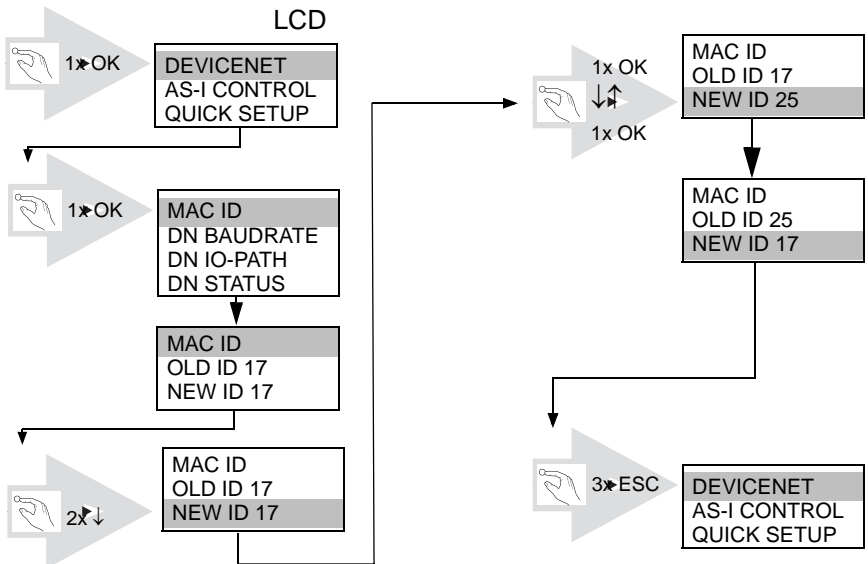 LCD
1x OK
DEVICENET
AS-I CONTROL
QUICK SETUP
1x OK
MAC ID
DN BAUDRATE
DN IO-PATH
DN STATUS
MAC ID
OLD ID 17
NEW ID 17
2x ↓
MAC ID
OLD ID 17
NEW ID 17
1x OK
↓↑
1x OK
MAC ID
OLD ID 17
NEW ID 25
MAC ID
OLD ID 25
NEW ID 17
3x ESC
DEVICENET
AS-I CONTROL
QUICK SETUP